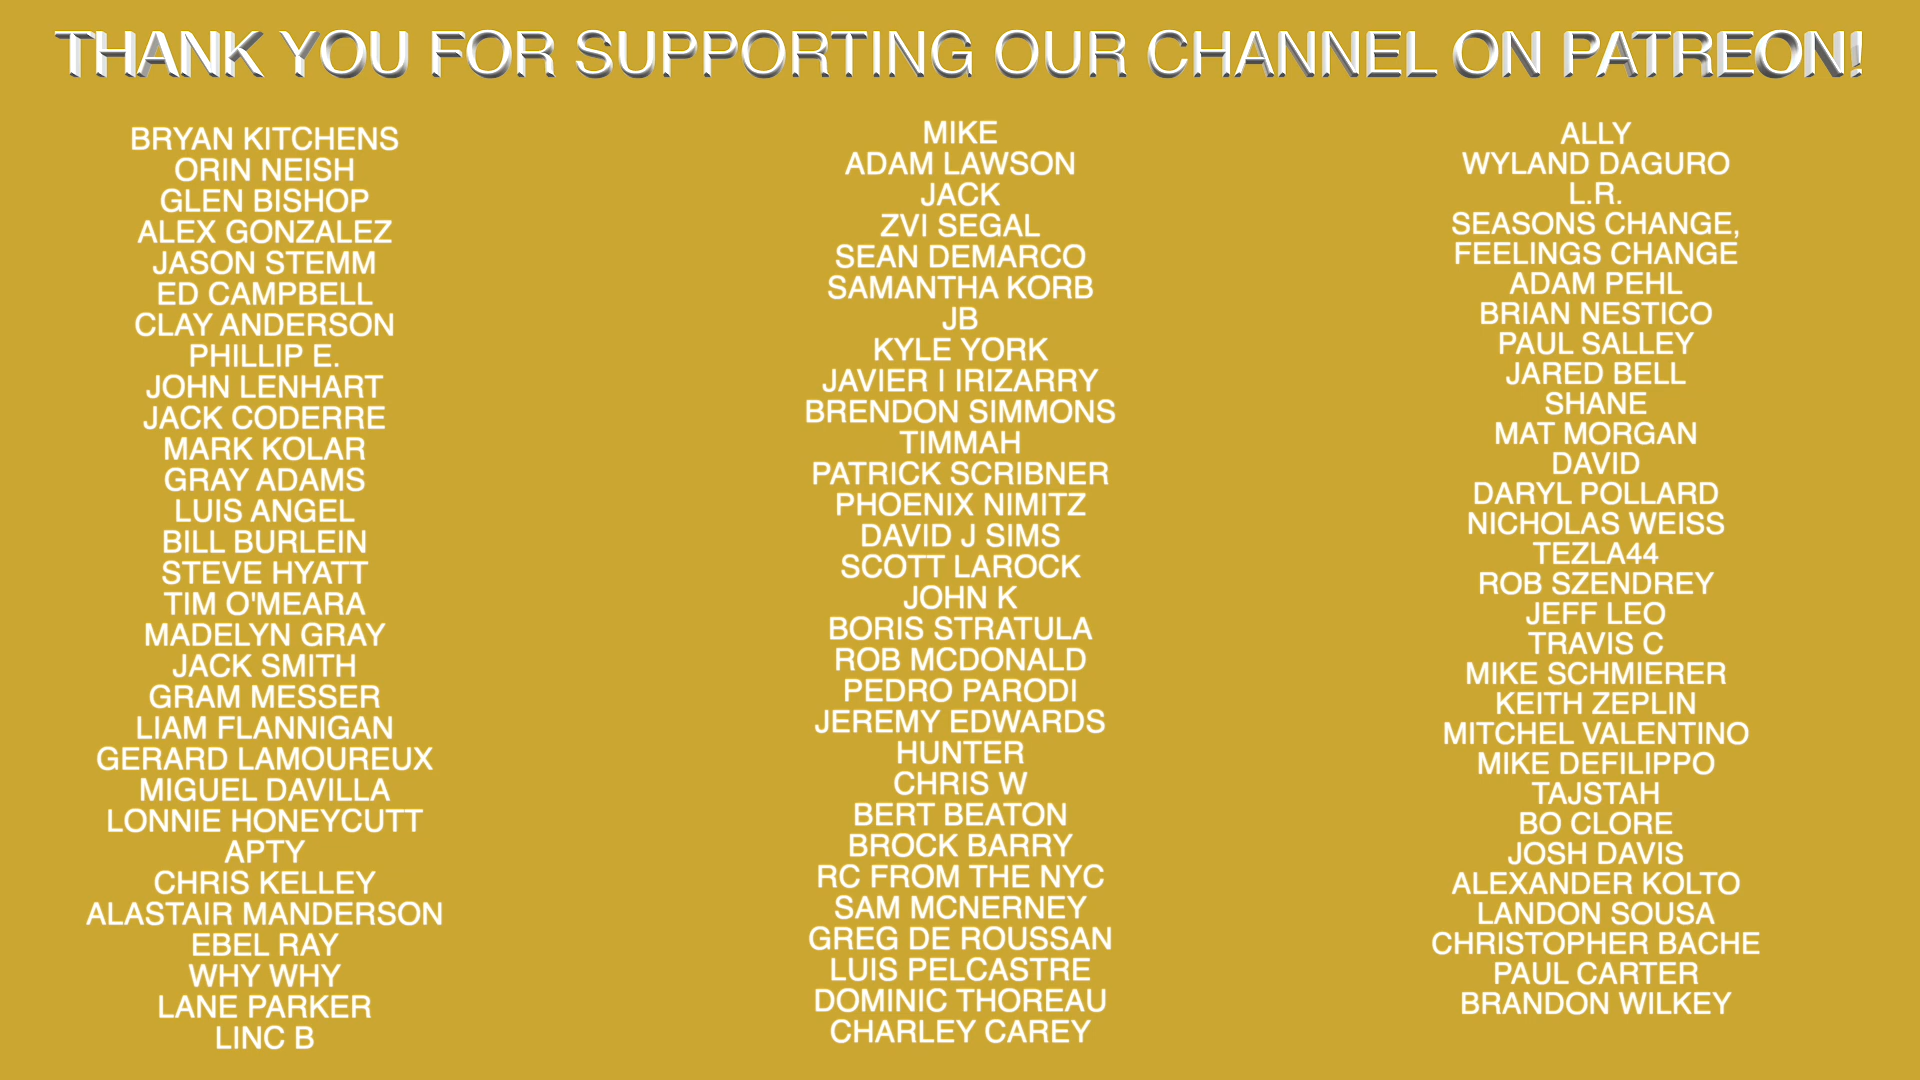 THANK YOU FOR SUPPORTING OUR CHANNEL ON PATREON!
BRYAN KITCHENS
ORIN NEISH
GLEN BISHOP
ALEX GONZALEZ
JASON STEMM
ED CAMPBELL
CLAY ANDERSON
PHILLIP E.
JOHN LENHART
JACK CODERRE
MARK KOLAR
GRAY ADAMS
LUIS ANGEL
BILL BURLEIN
STEVE HYATT
TIM O'MEARA
MADELYN GRAY
JACK SMITH
GRAM MESSER
LIAM FLANNIGAN
GERARD LAMOUREUX
MIGUEL DAVILLA
LONNIE HONEYCUTT
APTY
CHRIS KELLEY
ALASTAIR MANDERSON
EBEL RAY
WHY WHY
LANE PARKER
LINC B
MIKE
ADAM LAWSON
JACK
ZVI SEGAL
SEAN DEMARCO
SAMANTHA KORB
JB
KYLE YORK
JAVIER I IRIZARRY
BRENDON SIMMONS
TIMMAH
PATRICK SCRIBNER
PHOENIX NIMITZ
DAVID J SIMS
SCOTT LAROCK
JOHN K
BORIS STRATULA
ROB MCDONALD
PEDRO PARODI
JEREMY EDWARDS
HUNTER
CHRIS W
BERT BEATON
BROCK BARRY
RC FROM THE NYC
SAM MCNERNEY
GREG DE ROUSSAN
LUIS PELCASTRE
DOMINIC THOREAU
CHARLEY CAREY
ALLY
WYLAND DAGURO
L.R.
SEASONS CHANGE,
FEELINGS CHANGE
ADAM PEHL
BRIAN NESTICO
PAUL SALLEY
JARED BELL
SHANE
MAT MORGAN
DAVID
DARYL POLLARD
NICHOLAS WEISS
TEZLA44
ROB SZENDREY
JEFF LEO
TRAVIS C
MIKE SCHMIERER
KEITH ZEPLIN
MITCHEL VALENTINO
MIKE DEFILIPPO
TAJSTAH
BO CLORE
JOSH DAVIS
ALEXANDER KOLTO
LANDON SOUSA
CHRISTOPHER BACHE
PAUL CARTER
BRANDON WILKEY